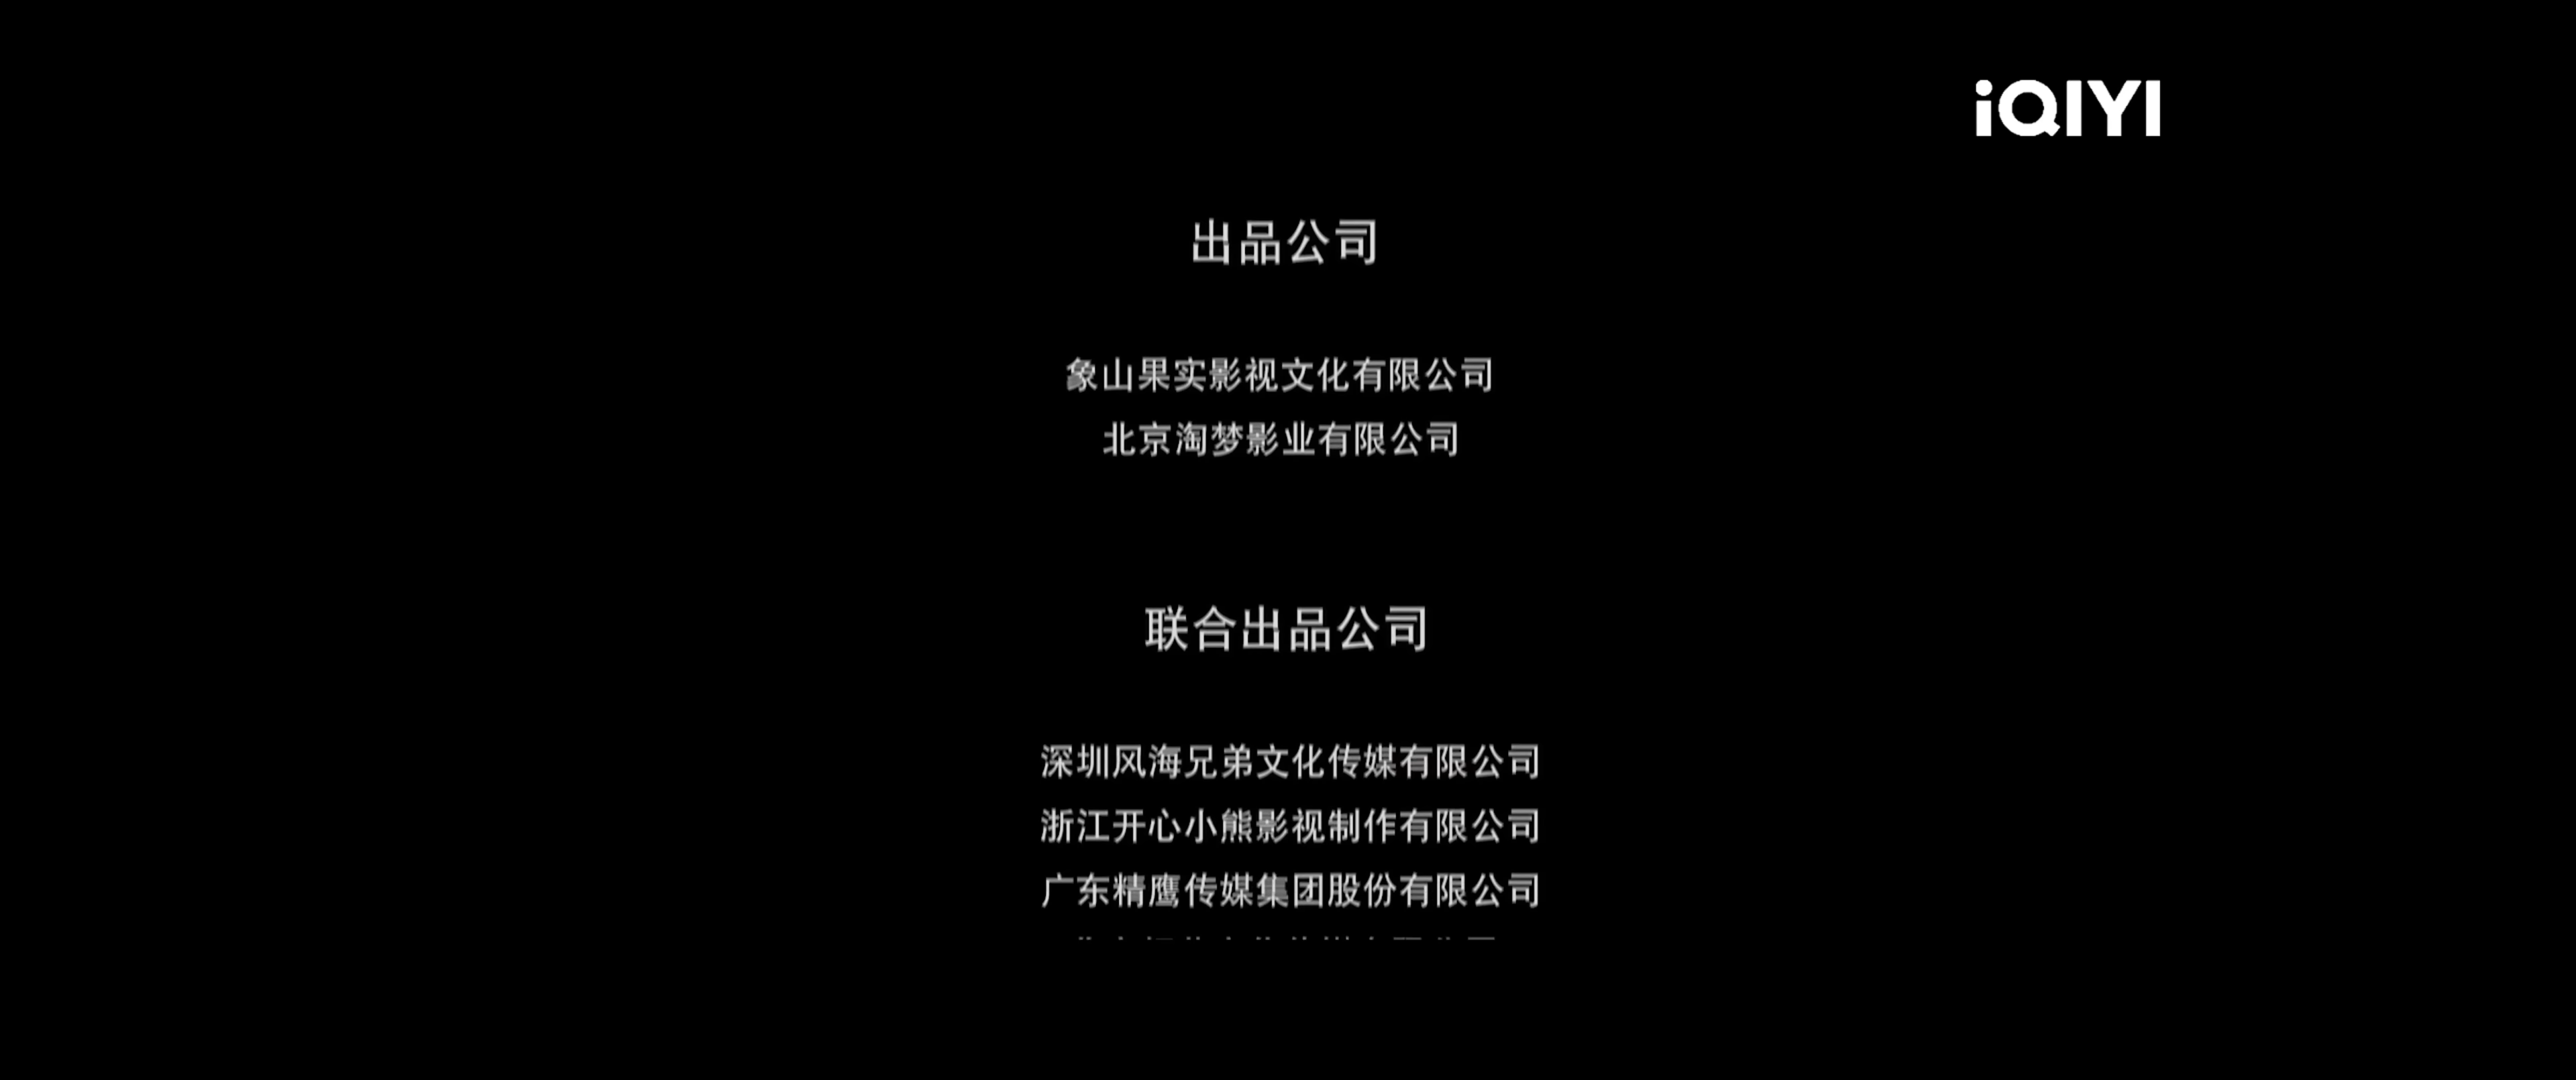 iQIYI
出品公司
象山果实影视文化有限公司
北京淘梦影业有限公司
联合出品公司
深圳风海兄弟文化传媒有限公司
浙江开心小熊影视制作有限公司
广东精鹰传媒集团股份有限公司